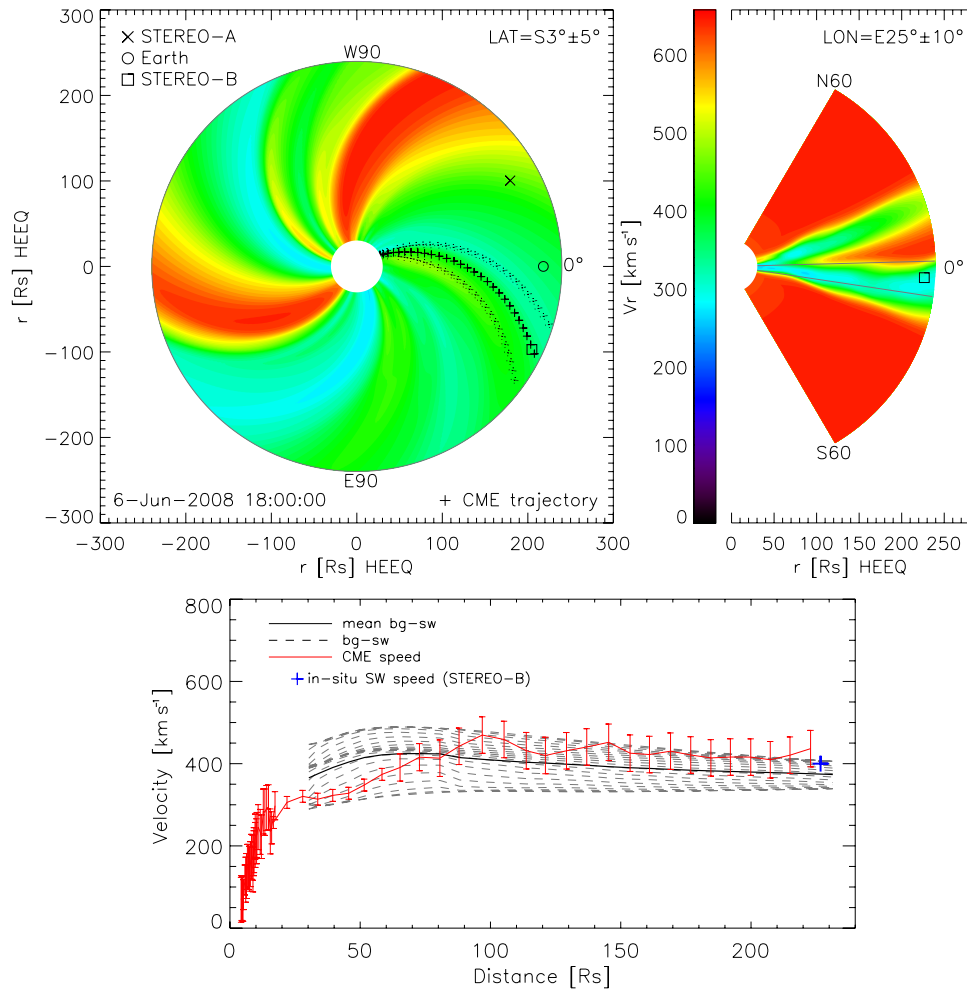 × STEREO-A
○ Earth
□ STEREO-B
W90
LAT=S3°±5°
300
200
100
0
-100
-200
-300
r [Rs] HEEQ
0°
E90
6-Jun-2008 18:00:00
+ CME trajectory
-300 -200 -100 0 100 200 300
r [Rs] HEEQ
600
500
400
300
200
100
0
Vr [km s⁻¹]
LON=E25°±10°
N60
0°
S60
0 50 100 150 200 250
r [Rs] HEEQ
800
600
400
200
0
Velocity [km s⁻¹]
mean bg-sw
bg-sw
CME speed
+ in-situ SW speed (STEREO-B)
0 50 100 150 200
Distance [Rs]